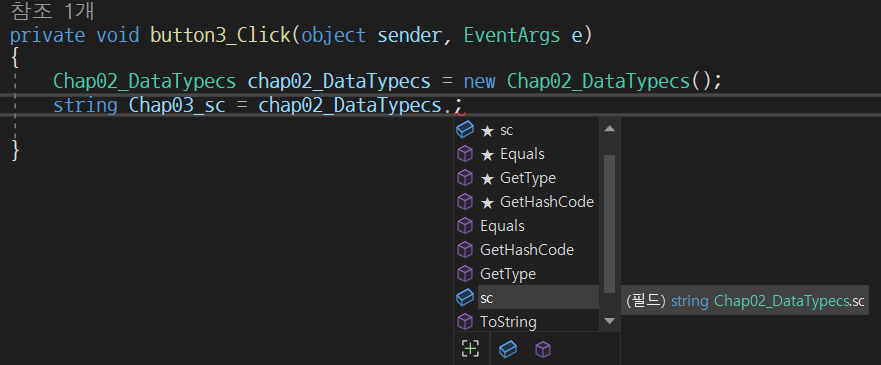 참조 1개
private void button3_Click(object sender, EventArgs e)
{
Chap02_DataTypecs chap02_DataTypecs = new Chap02_DataTypecs();
string Chap03_sc = chap02_DataTypecs.;
}
★ sc
★ Equals
★ GetType
★ GetHashCode
Equals
GetHashCode
GetType
sc
(필드) string Chap02_DataTypecs.sc
ToString